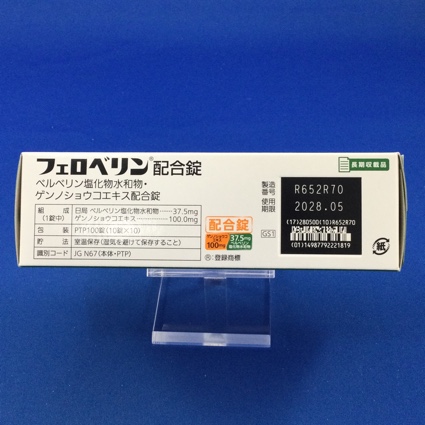 長期収載品
フェロベリン®配合錠
ベルベリン塩化物水和物・
ゲンノショウコエキス配合錠
組成(1錠中) 日局 ベルベリン塩化物水和物 37.5mg
ゲンノショウコエキス 100.0mg
包装 PTP100錠(10錠×10)
貯法 室温保存(湿気を避けて保存すること)
識別コード JG N67(本体・PTP)
配合錠
100mg 37.5mg
Ⓡ:登録商標
製造番号 R652R70
使用期限 2028.05
GS1
(17)280500(10)R652R70
(01)14987792221819
紙